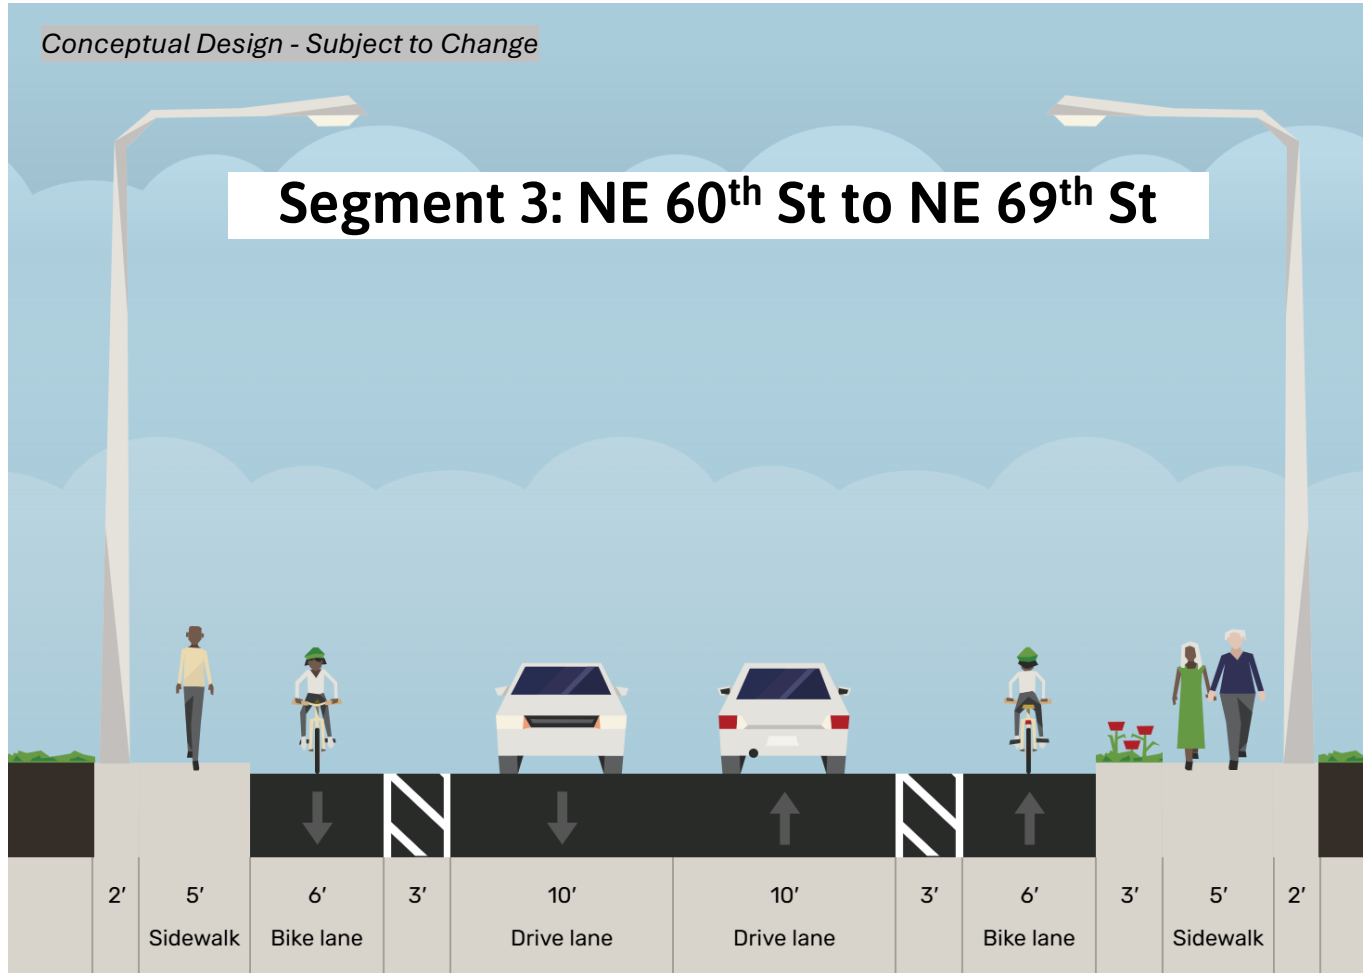 Conceptual Design - Subject to Change
Segment 3: NE 60th St to NE 69th St
2′ 5′ 6′ 3′ 10′ 10′ 3′ 6′ 3′ 5′ 2′
Sidewalk Bike lane Drive lane Drive lane Bike lane Sidewalk